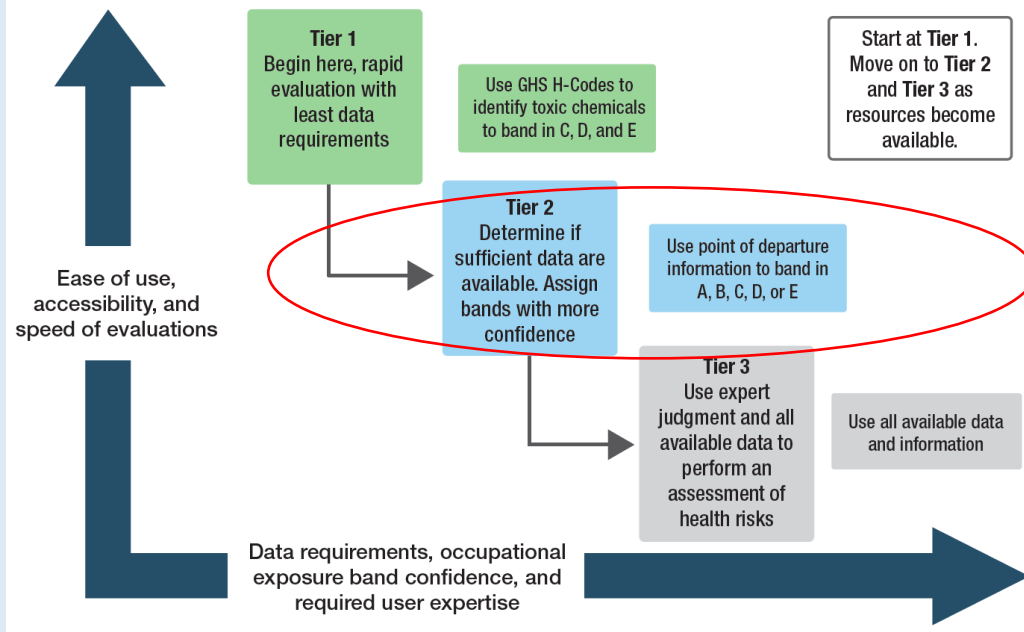 Tier 1
Begin here, rapid
evaluation with
least data
requirements
Use GHS H-Codes to
identify toxic chemicals
to band in C, D, and E
Start at Tier 1.
Move on to Tier 2
and Tier 3 as
resources become
available.
Tier 2
Determine if
sufficient data are
available. Assign
bands with more
confidence
Use point of departure
information to band in
A, B, C, D, or E
Ease of use,
accessibility, and
speed of evaluations
Tier 3
Use expert
judgment and all
available data to
perform an
assessment of
health risks
Use all available data
and information
Data requirements, occupational
exposure band confidence, and
required user expertise